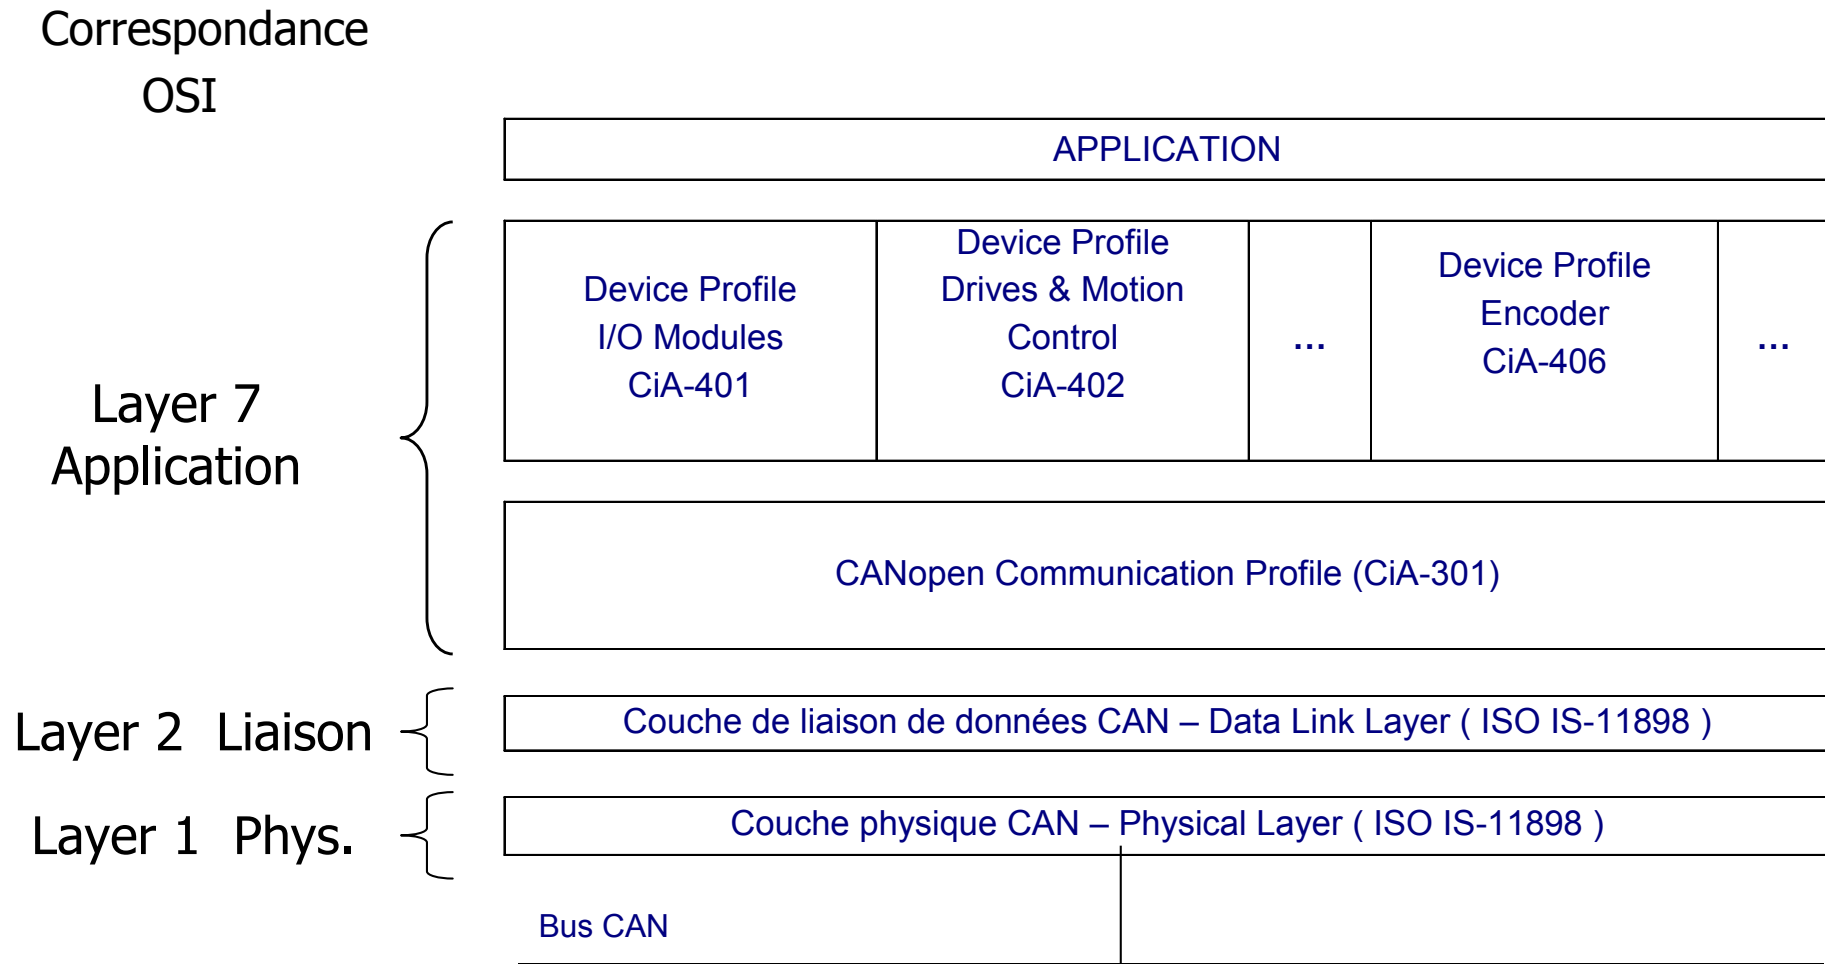 Correspondance
OSI
APPLICATION
Device Profile
I/O Modules
CiA-401
Device Profile
Drives & Motion
Control
CiA-402
...
Device Profile
Encoder
CiA-406
...
Layer 7
Application
CANopen Communication Profile (CiA-301)
Layer 2 Liaison
Couche de liaison de données CAN – Data Link Layer ( ISO IS-11898 )
Layer 1 Phys.
Couche physique CAN – Physical Layer ( ISO IS-11898 )
Bus CAN